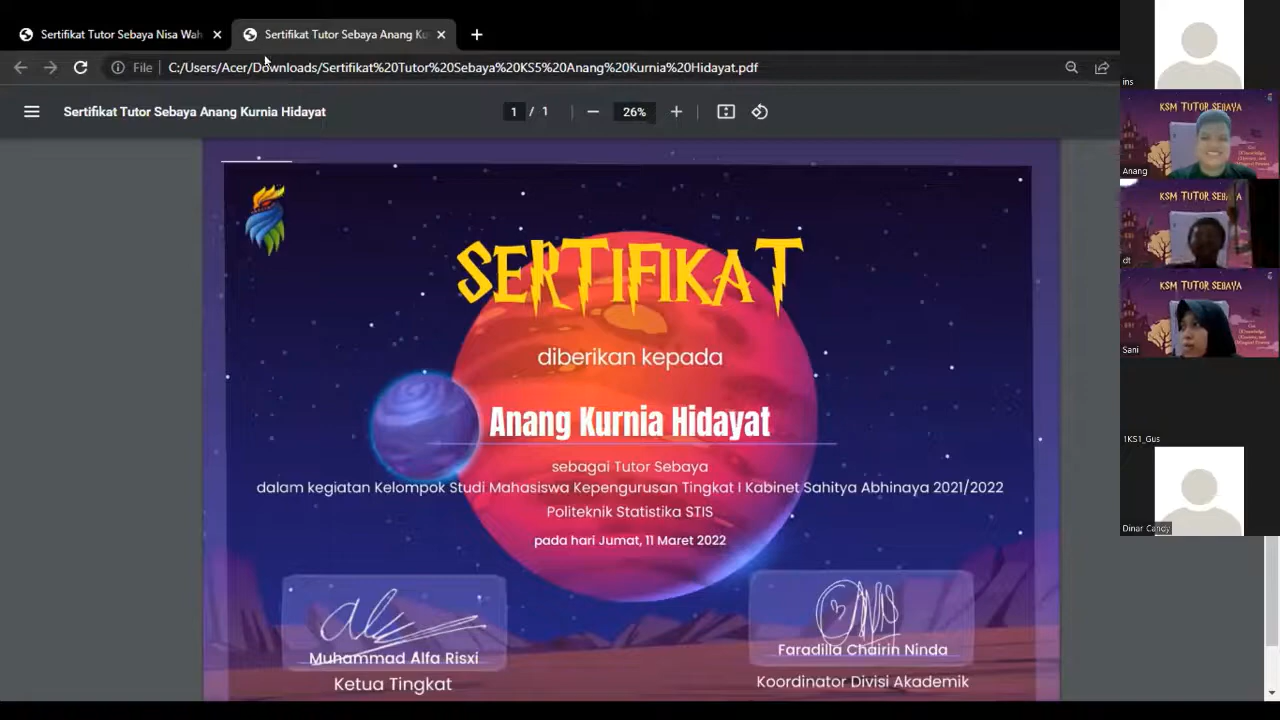 Sertifikat Tutor Sebaya Nisa Wah
Sertifikat Tutor Sebaya Anang Ku
File
C:/Users/Acer/Downloads/Sertifikat%20Tutor%20Sebaya%20KS5%20Anang%20Kurnia%20Hidayat.pdf
Sertifikat Tutor Sebaya Anang Kurnia Hidayat
1 / 1
26%
SERTIFIKAT
diberikan kepada
Anang Kurnia Hidayat
sebagai Tutor Sebaya
dalam kegiatan Kelompok Studi Mahasiswa Kepengurusan Tingkat I Kabinet Sahitya Abhinaya 2021/2022
Politeknik Statistika STIS
pada hari Jumat, 11 Maret 2022
Muhammad Alfa Risxi
Ketua Tingkat
Faradilla Chairin Ninda
Koordinator Divisi Akademik
ins
KSM TUTOR SEBAYA
Anang
KSM TUTOR SEBAYA
dt
KSM TUTOR SEBAYA
Sani
1KS1_Gus
Dinar Candy